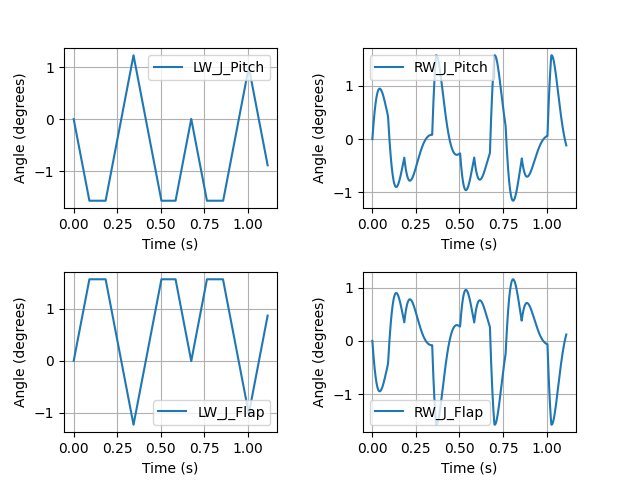 LW_J_Pitch
Angle (degrees)
1
0
−1
0.00 0.25 0.50 0.75 1.00
Time (s)
RW_J_Pitch
Angle (degrees)
1
0
−1
0.00 0.25 0.50 0.75 1.00
Time (s)
LW_J_Flap
Angle (degrees)
1
0
−1
0.00 0.25 0.50 0.75 1.00
Time (s)
RW_J_Flap
Angle (degrees)
1
0
−1
0.00 0.25 0.50 0.75 1.00
Time (s)